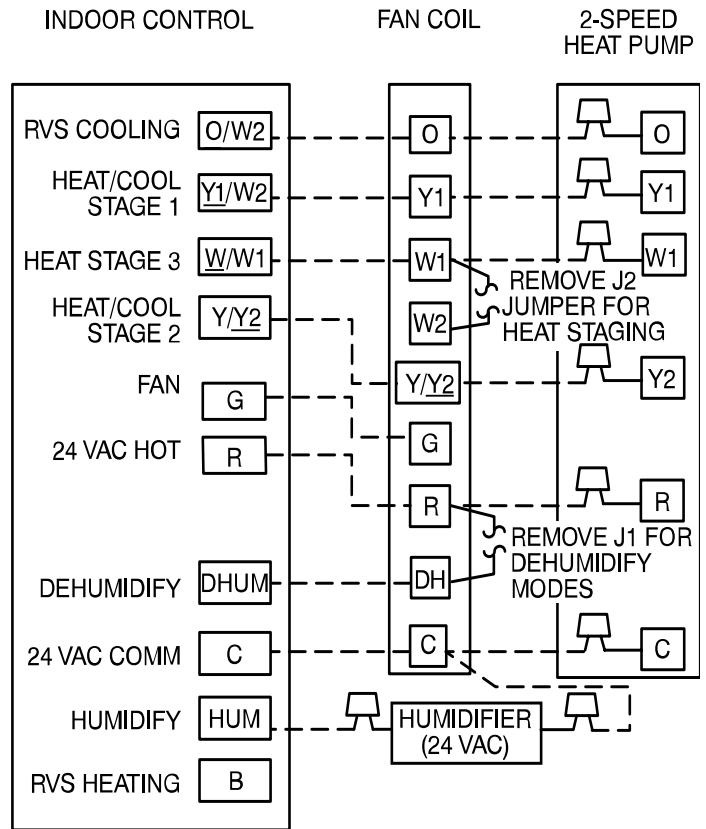 INDOOR CONTROL
FAN COIL
2-SPEED
HEAT PUMP
RVS COOLING O/W2 O O
HEAT/COOL
STAGE 1 Y1/W2 Y1 Y1
HEAT STAGE 3 W/W1 W1 W1
REMOVE J2
JUMPER FOR
HEAT STAGING
W2
HEAT/COOL
STAGE 2 Y/Y2 Y/Y2 Y2
FAN G G
24 VAC HOT R R R
REMOVE J1 FOR
DEHUMIDIFY
MODES
DEHUMIDIFY DHUM DH
24 VAC COMM C C C
HUMIDIFY HUM
HUMIDIFIER
(24 VAC)
RVS HEATING B